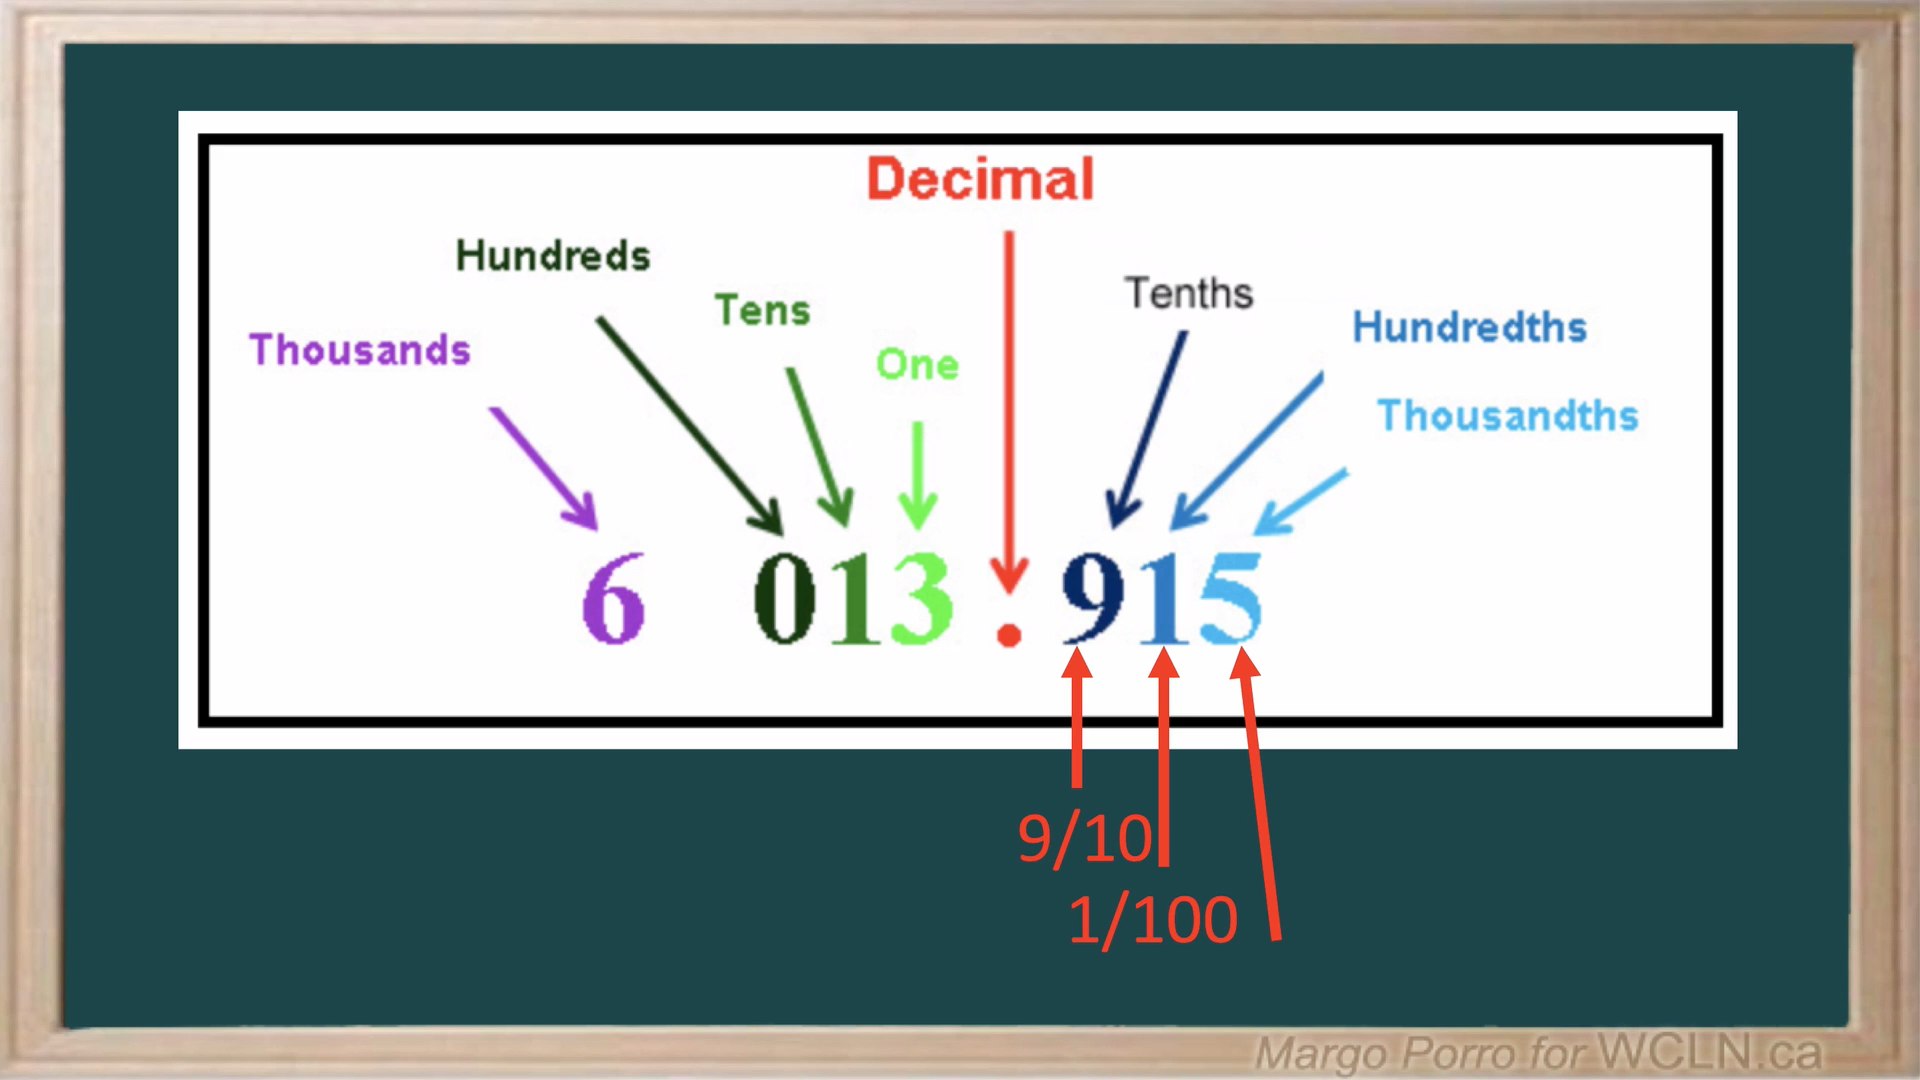 Decimal
Hundreds
Tens
Tenths
One
Hundredths
Thousands
Thousandths
6 013.915
9/10
1/100
Margo Porro for WCLN.ca